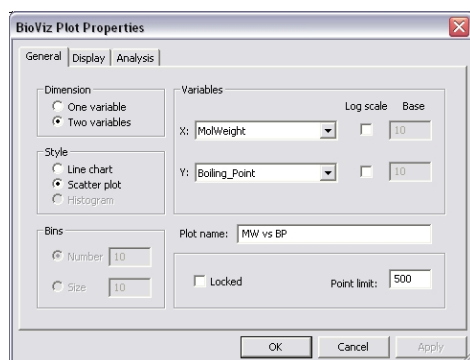 BioViz Plot Properties
General Display Analysis
Dimension
One variable
Two variables
Style
Line chart
Scatter plot
Histogram
Bins
Number 10
Size 10
Variables
Log scale Base
X: MolWeight 10
Y: Boiling_Point 10
Plot name: MW vs BP
Locked Point limit: 500
OK Cancel Apply